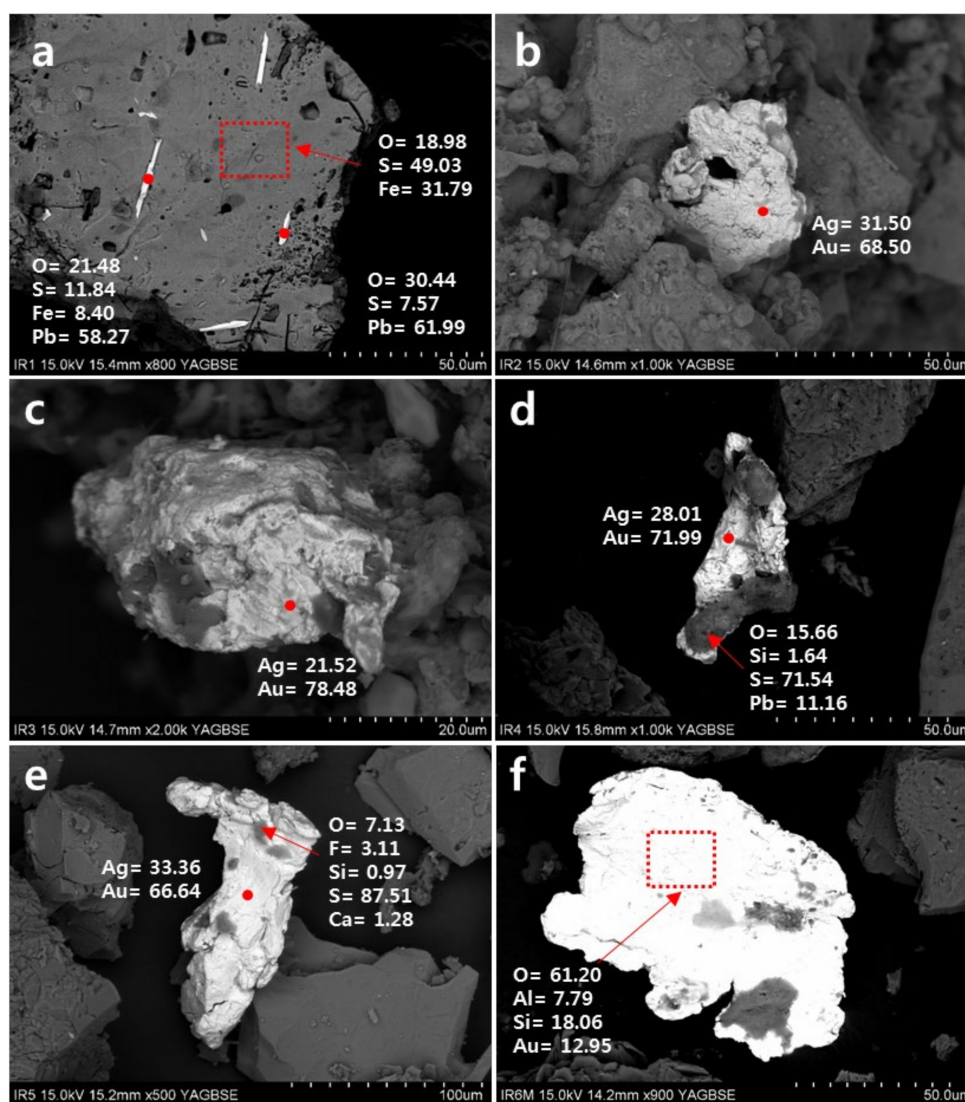 a
O= 18.98
S= 49.03
Fe= 31.79
O= 21.48
S= 11.84
Fe= 8.40
Pb= 58.27
O= 30.44
S= 7.57
Pb= 61.99
IR1 15.0kV 15.4mm x800 YAGBSE
50.0um
b
Ag= 31.50
Au= 68.50
IR2 15.0kV 14.6mm x1.00k YAGBSE
50.0um
c
Ag= 21.52
Au= 78.48
IR3 15.0kV 14.7mm x2.00k YAGBSE
20.0um
d
Ag= 28.01
Au= 71.99
O= 15.66
Si= 1.64
S= 71.54
Pb= 11.16
IR4 15.0kV 15.8mm x1.00k YAGBSE
50.0um
e
Ag= 33.36
Au= 66.64
O= 7.13
F= 3.11
Si= 0.97
S= 87.51
Ca= 1.28
IR5 15.0kV 15.2mm x500 YAGBSE
100um
f
O= 61.20
Al= 7.79
Si= 18.06
Au= 12.95
IR6M 15.0kV 14.2mm x900 YAGBSE
50.0um